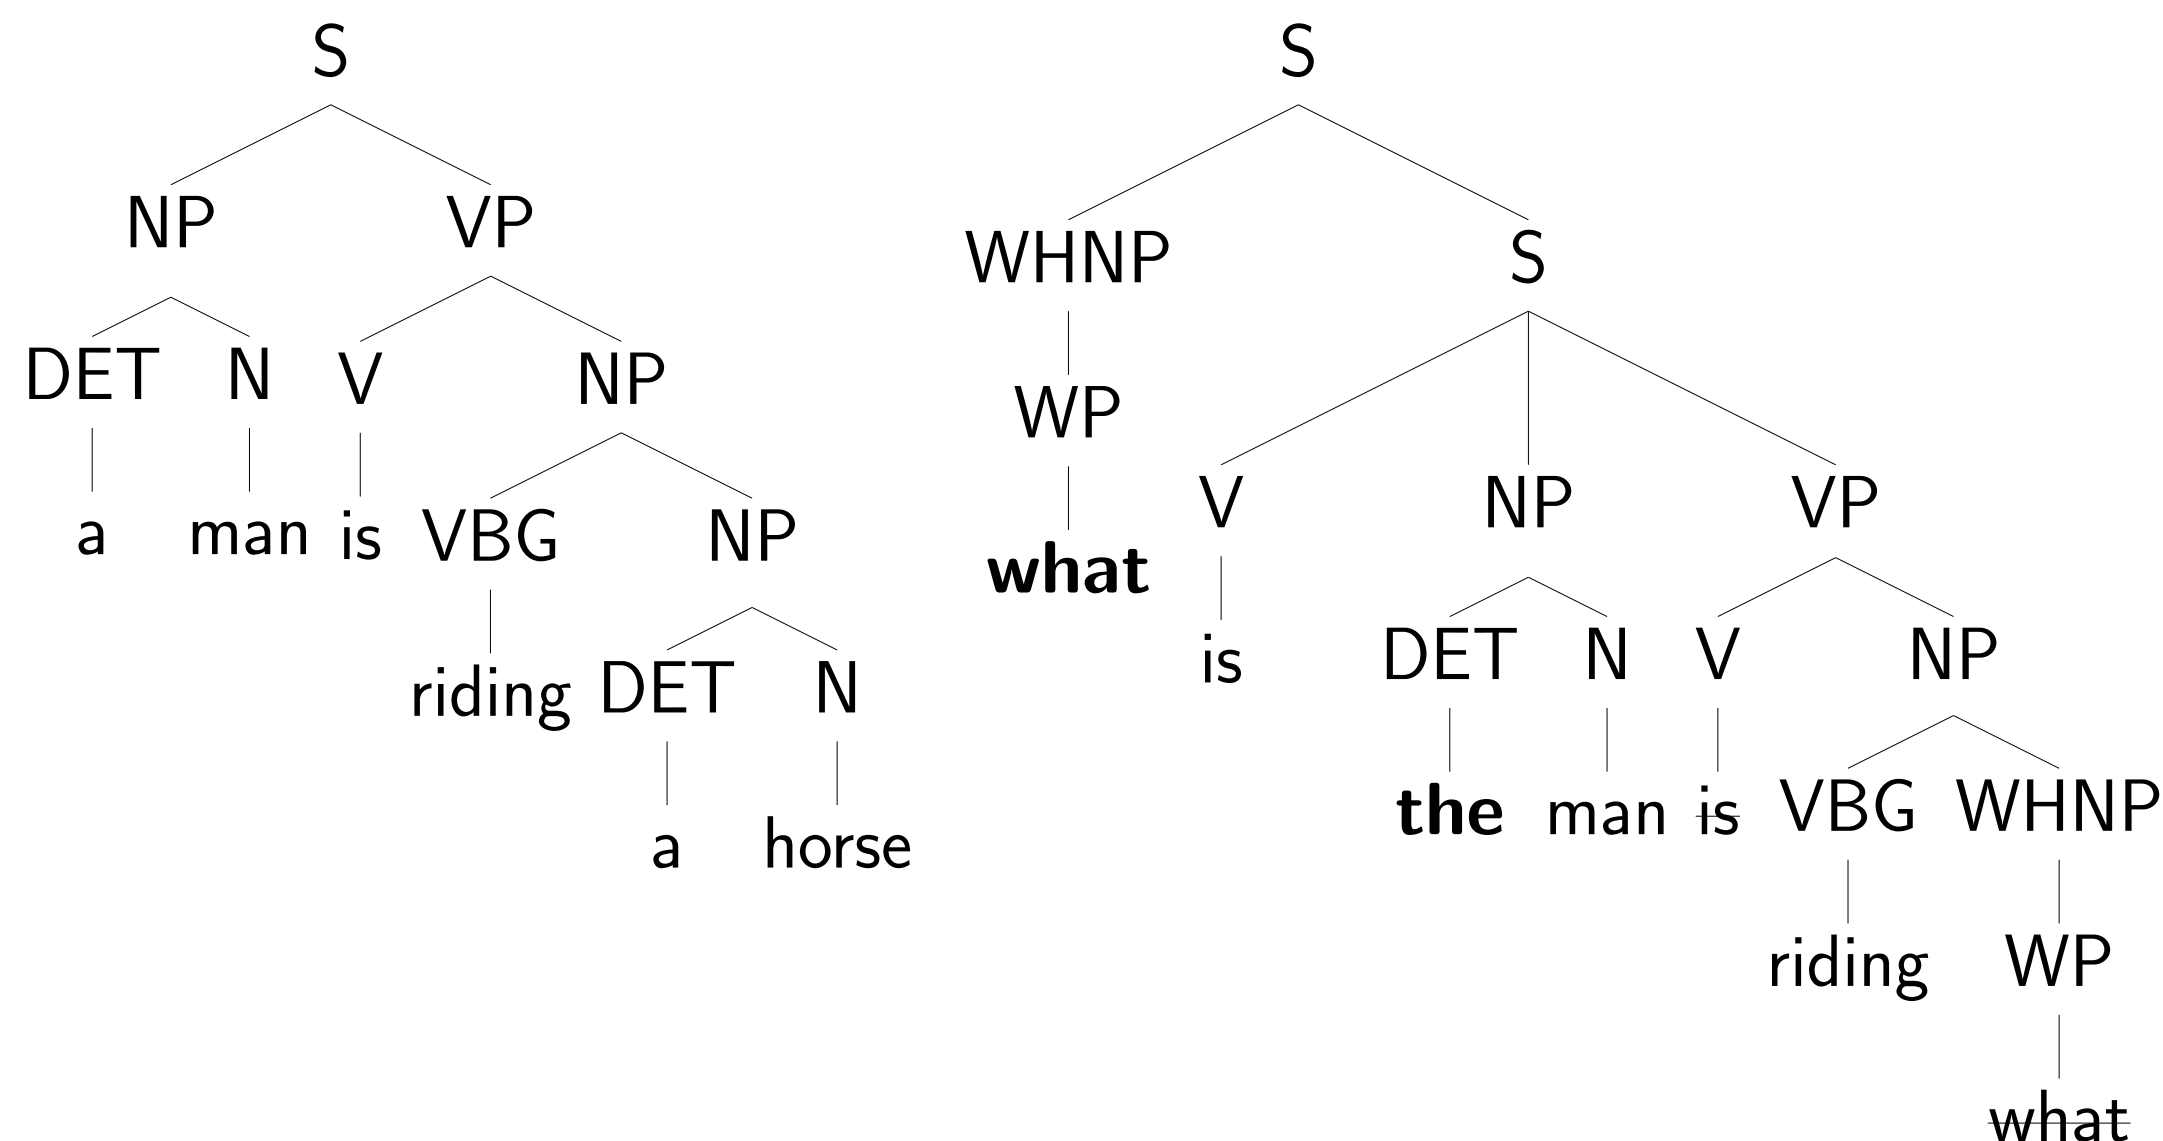 S S
NP VP
WHNP S
DET N V NP
WP
V NP VP
a man is VBG NP
what
is DET N V NP
riding DET N
the man is VBG WHNP
a horse
riding WP
what